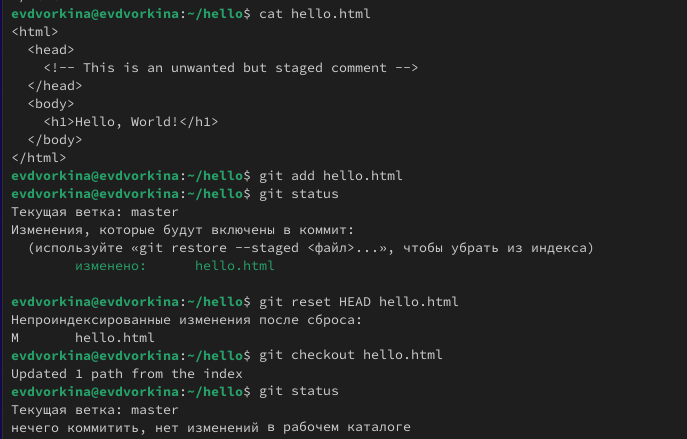 evdvorkina@evdvorkina:~/hello$ cat hello.html
<html>
  <head>
    <!-- This is an unwanted but staged comment -->
  </head>
  <body>
    <h1>Hello, World!</h1>
  </body>
</html>
evdvorkina@evdvorkina:~/hello$ git add hello.html
evdvorkina@evdvorkina:~/hello$ git status
Текущая ветка: master
Изменения, которые будут включены в коммит:
  (используйте «git restore --staged <файл>...», чтобы убрать из индекса)
        изменено:      hello.html

evdvorkina@evdvorkina:~/hello$ git reset HEAD hello.html
Непроиндексированные изменения после сброса:
M       hello.html
evdvorkina@evdvorkina:~/hello$ git checkout hello.html
Updated 1 path from the index
evdvorkina@evdvorkina:~/hello$ git status
Текущая ветка: master
нечего коммитить, нет изменений в рабочем каталоге